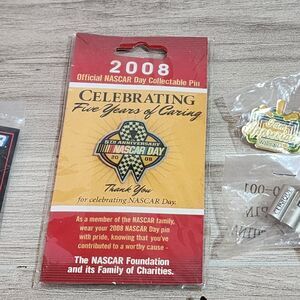 2008
Official NASCAR Day Collectable Pin
CELEBRATING
Five Years of Caring
5TH ANNIVERSARY
NASCAR DAY
20 08
Thank You
for celebrating NASCAR Day.
As a member of the NASCAR family,
wear your 2008 NASCAR Day pin
with pride, knowing that you've
contributed to a worthy cause -
The NASCAR Foundation
and its Family of Charities.